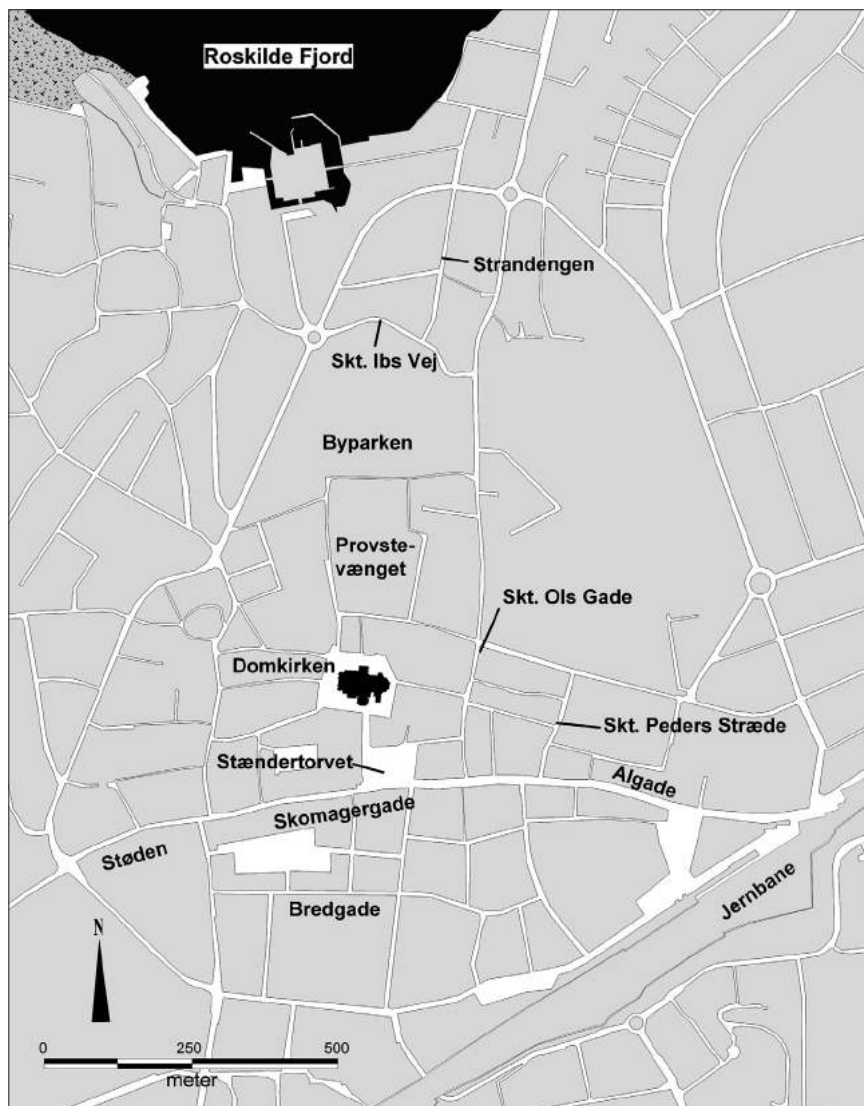 Roskilde Fjord
Strandengen
Skt. Ibs Vej
Byparken
Provste-
vænget
Skt. Ols Gade
Domkirken
Skt. Peders Stræde
Stændertorvet
Algade
Skomagergade
Støden
Jernbane
Bredgade
N
0 250 500
meter